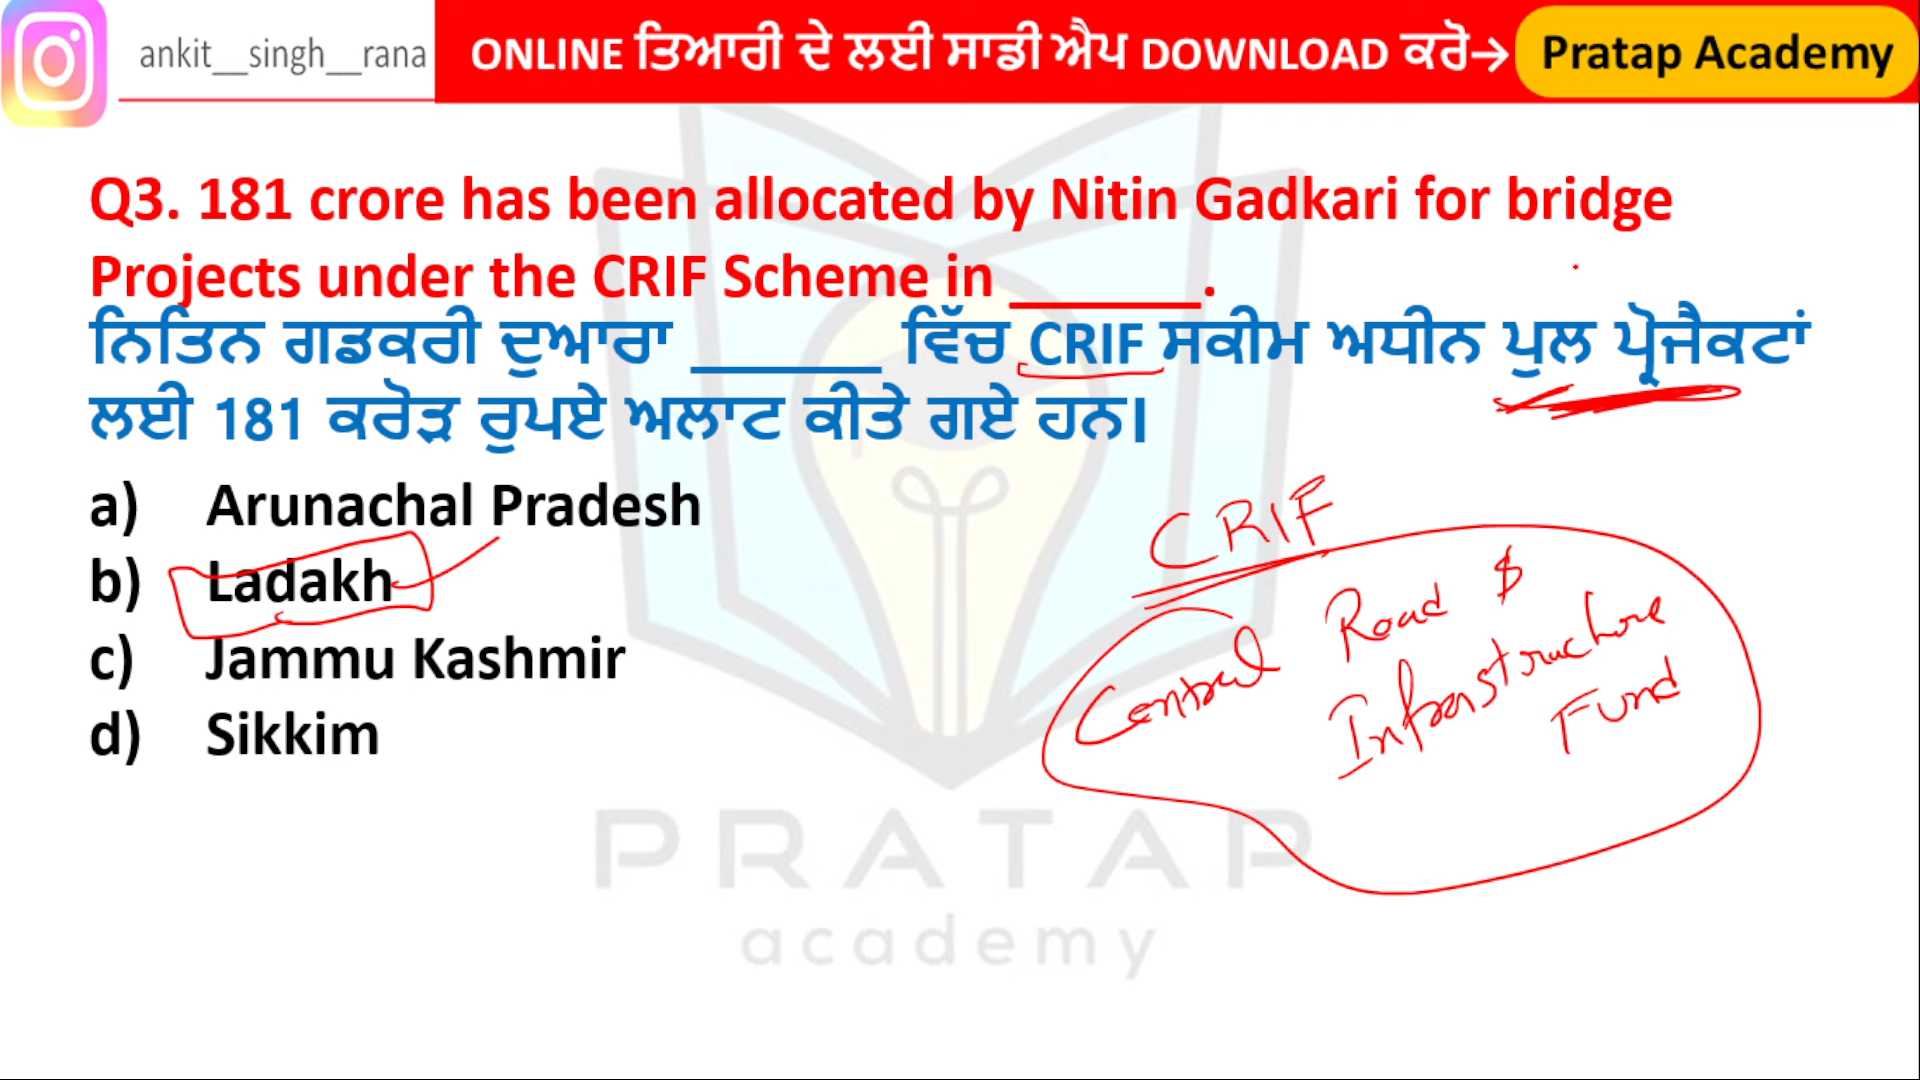 ankit__singh__rana
ONLINE ਤਿਆਰੀ ਦੇ ਲਈ ਸਾਡੀ ਐਪ DOWNLOAD ਕਰੋ→ Pratap Academy
Q3. 181 crore has been allocated by Nitin Gadkari for bridge
Projects under the CRIF Scheme in ______.
ਨਿਤਿਨ ਗਡਕਰੀ ਦੁਆਰਾ ______ ਵਿੱਚ CRIF ਸਕੀਮ ਅਧੀਨ ਪੁਲ ਪ੍ਰੋਜੈਕਟਾਂ
ਲਈ 181 ਕਰੋੜ ਰੁਪਏ ਅਲਾਟ ਕੀਤੇ ਗਏ ਹਨ।
a) Arunachal Pradesh
b) Ladakh
c) Jammu Kashmir
d) Sikkim
CRIF
Central Road &
Infrastructure
Fund
PRATAP
academy